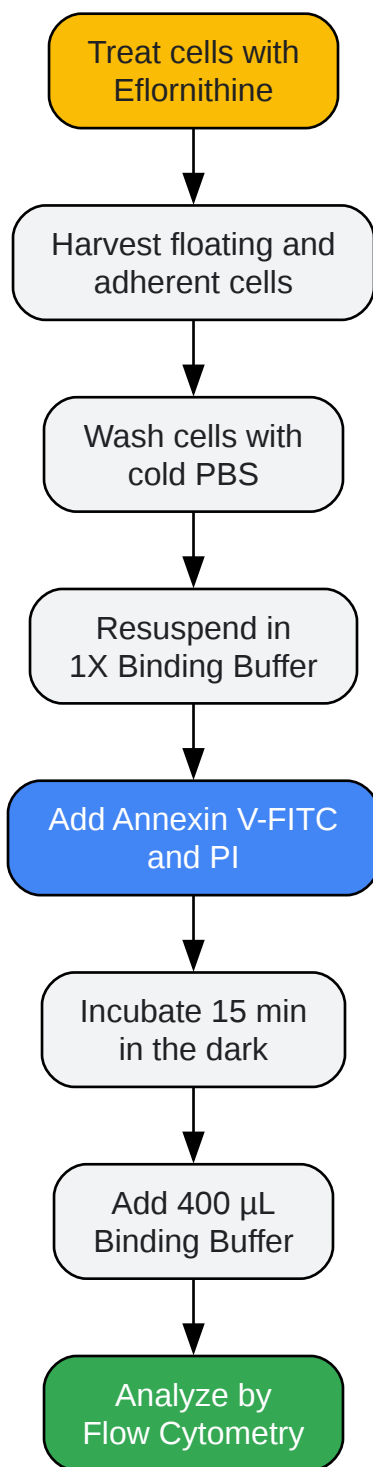 Treat cells with
Eflornithine
Harvest floating and
adherent cells
Wash cells with
cold PBS
Resuspend in
1X Binding Buffer
Add Annexin V-FITC
and PI
Incubate 15 min
in the dark
Add 400 µL
Binding Buffer
Analyze by
Flow Cytometry